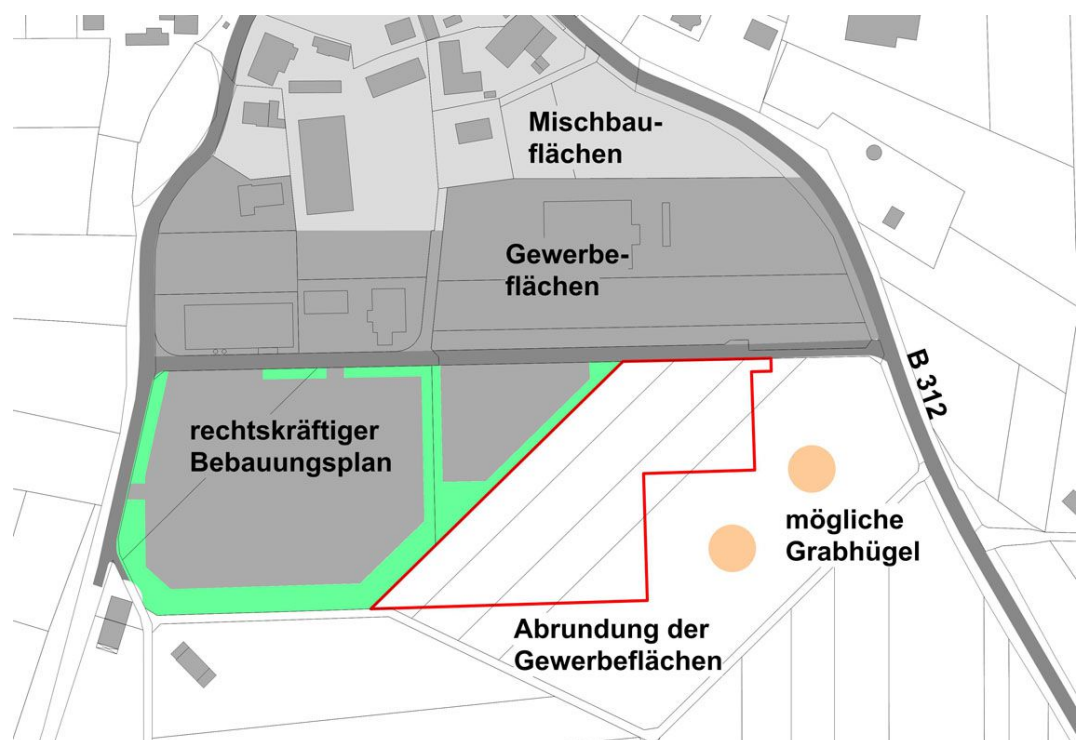 Mischbau-
flächen
Gewerbe-
flächen
B 312
rechtskräftiger
Bebauungsplan
mögliche
Grabhügel
Abrundung der
Gewerbeflächen